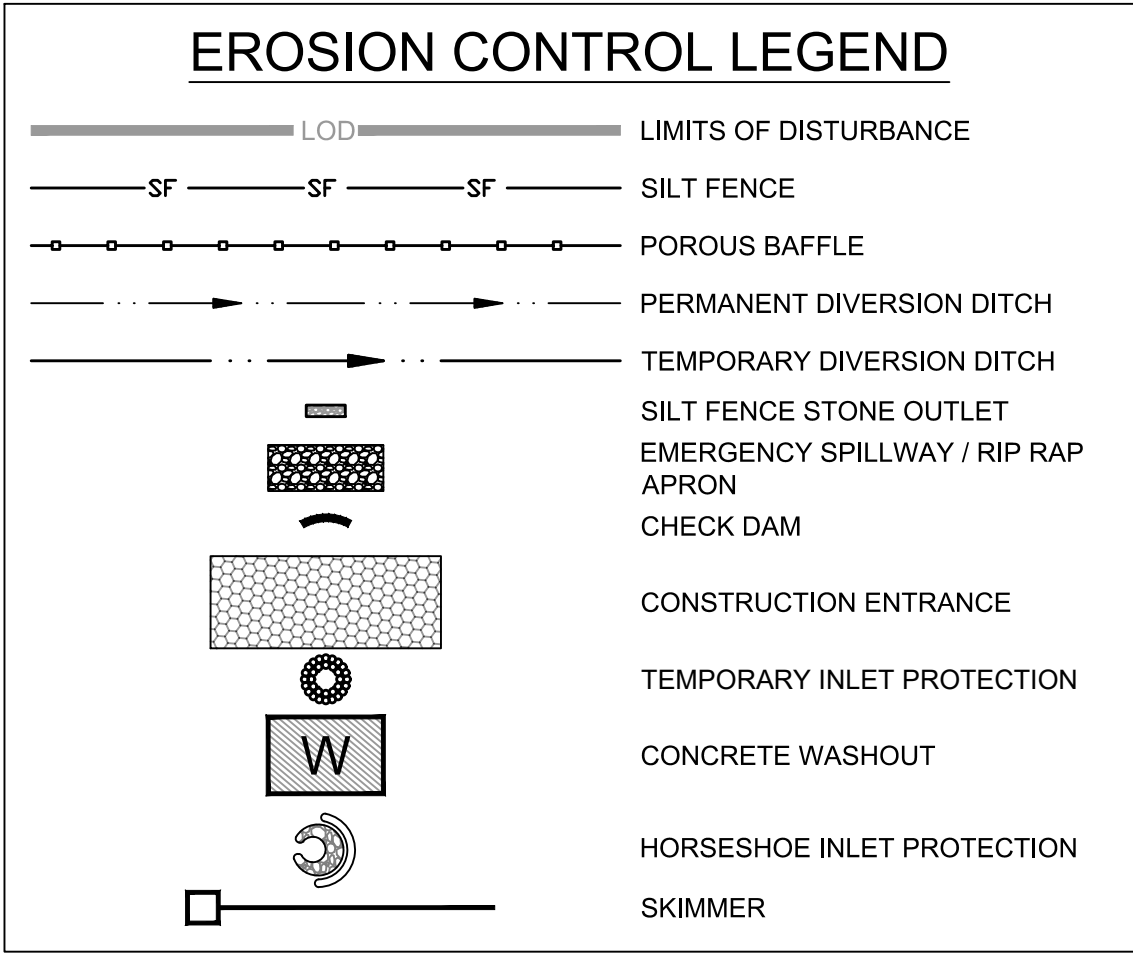 EROSION CONTROL LEGEND
LOD LIMITS OF DISTURBANCE
SF SF SF SILT FENCE
POROUS BAFFLE
PERMANENT DIVERSION DITCH
TEMPORARY DIVERSION DITCH
SILT FENCE STONE OUTLET
EMERGENCY SPILLWAY / RIP RAP
APRON
CHECK DAM
CONSTRUCTION ENTRANCE
TEMPORARY INLET PROTECTION
W CONCRETE WASHOUT
HORSESHOE INLET PROTECTION
SKIMMER